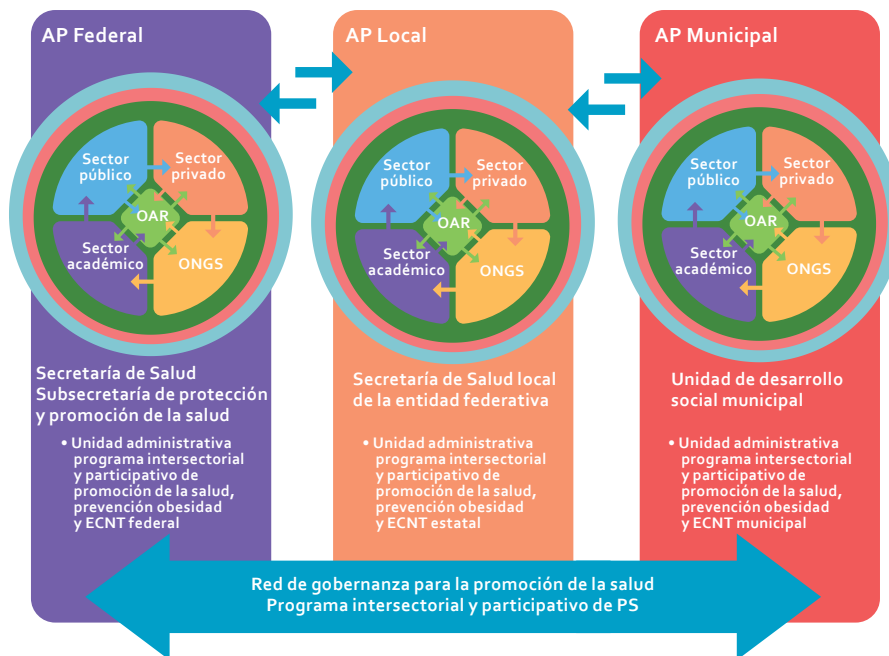 AP Federal
Sector
público
Sector
privado
OAR
Sector
académico
ONGS
Secretaría de Salud
Subsecretaría de protección
y promoción de la salud
• Unidad administrativa
programa intersectorial
y participativo de
promoción de la salud,
prevención obesidad
y ECNT federal
AP Local
Sector
público
Sector
privado
OAR
Sector
académico
ONGS
Secretaría de Salud local
de la entidad federativa
• Unidad administrativa
programa intersectorial
y participativo de
promoción de la salud,
prevención obesidad
y ECNT estatal
AP Municipal
Sector
público
Sector
privado
OAR
Sector
académico
ONGS
Unidad de desarrollo
social municipal
• Unidad administrativa
programa intersectorial
y participativo de
promoción de la salud,
prevención obesidad
y ECNT municipal
Red de gobernanza para la promoción de la salud
Programa intersectorial y participativo de PS